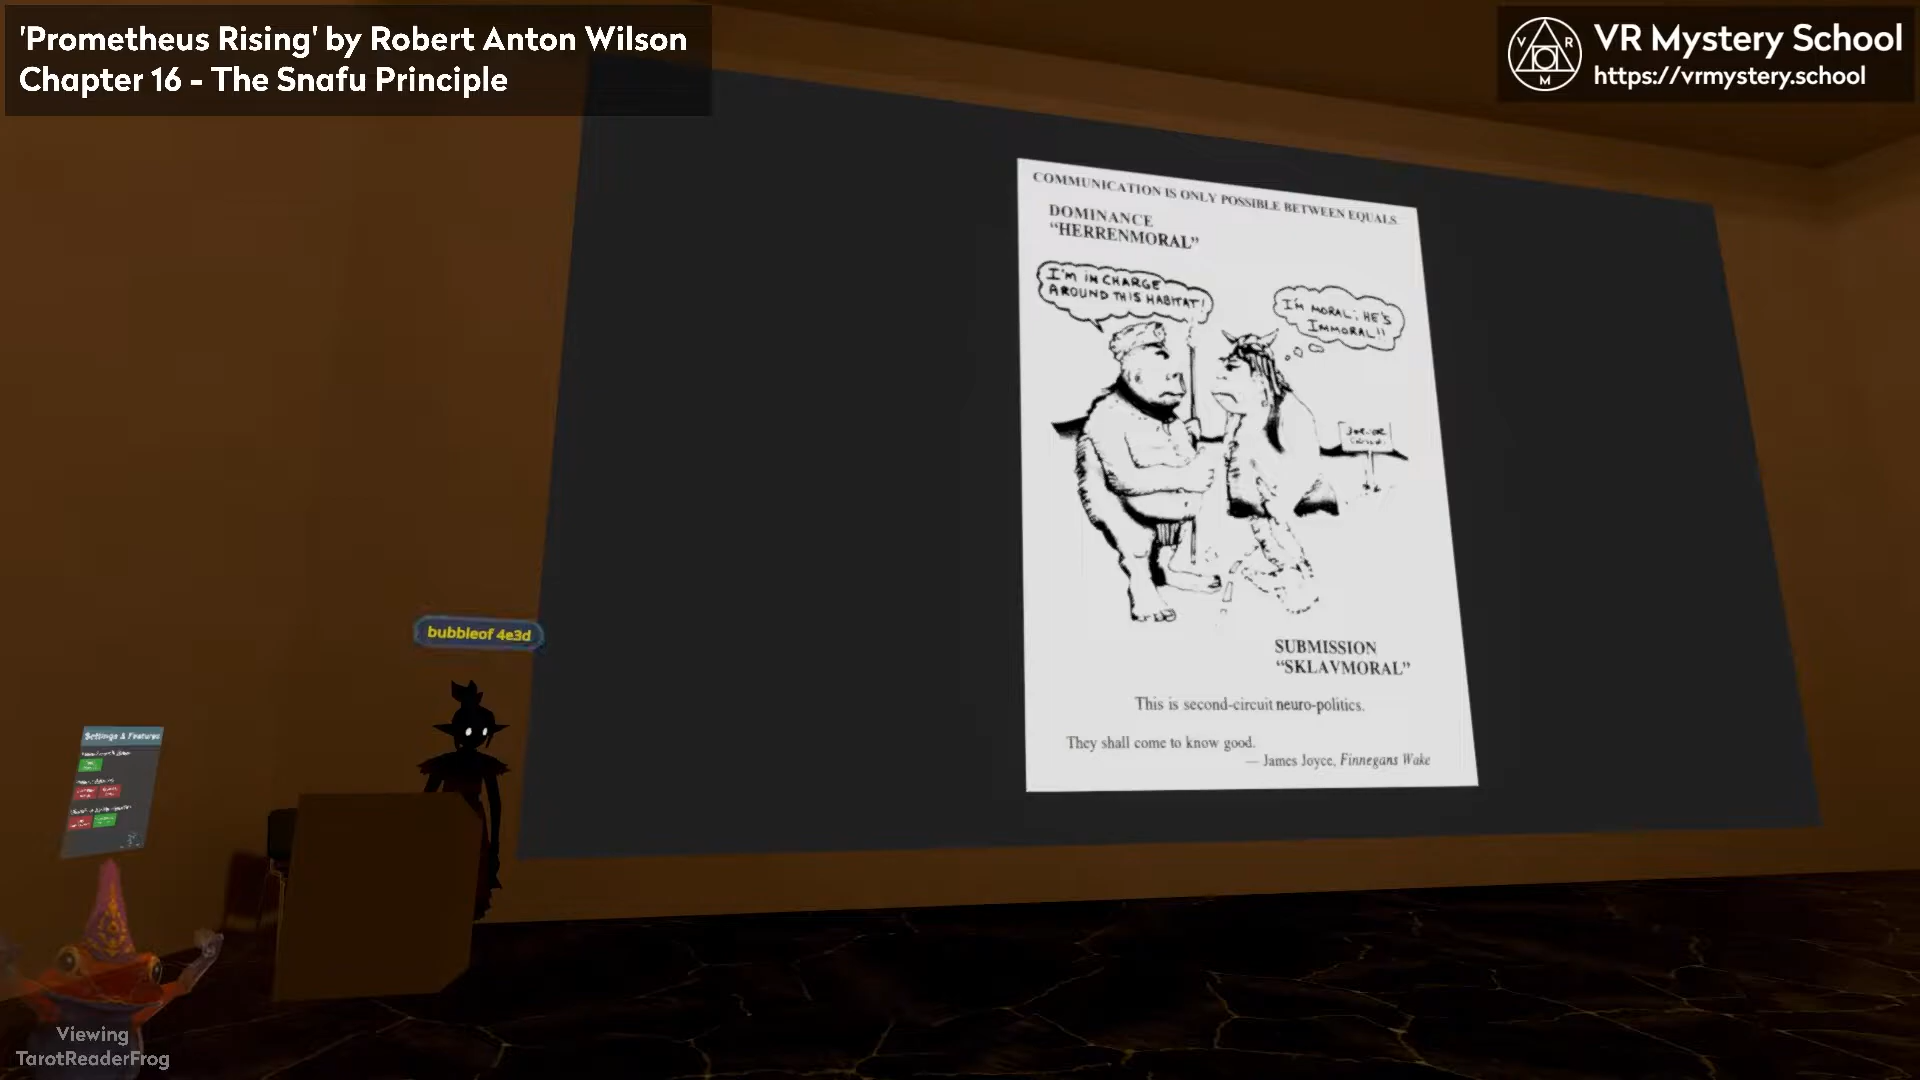 'Prometheus Rising' by Robert Anton Wilson
Chapter 16 - The Snafu Principle
V R
M
VR Mystery School
https://vrmystery.school
COMMUNICATION IS ONLY POSSIBLE BETWEEN EQUALS
DOMINANCE
“HERRENMORAL”
I'M IN CHARGE
AROUND THIS HABITAT!
I'M MORAL; HE'S
IMMORAL!!
SUBMISSION
“SKLAVMORAL”
This is second-circuit neuro-politics.
They shall come to know good.
— James Joyce, Finnegans Wake
bubbleof 4e3d
Settings & Features
Viewing
TarotReaderFrog